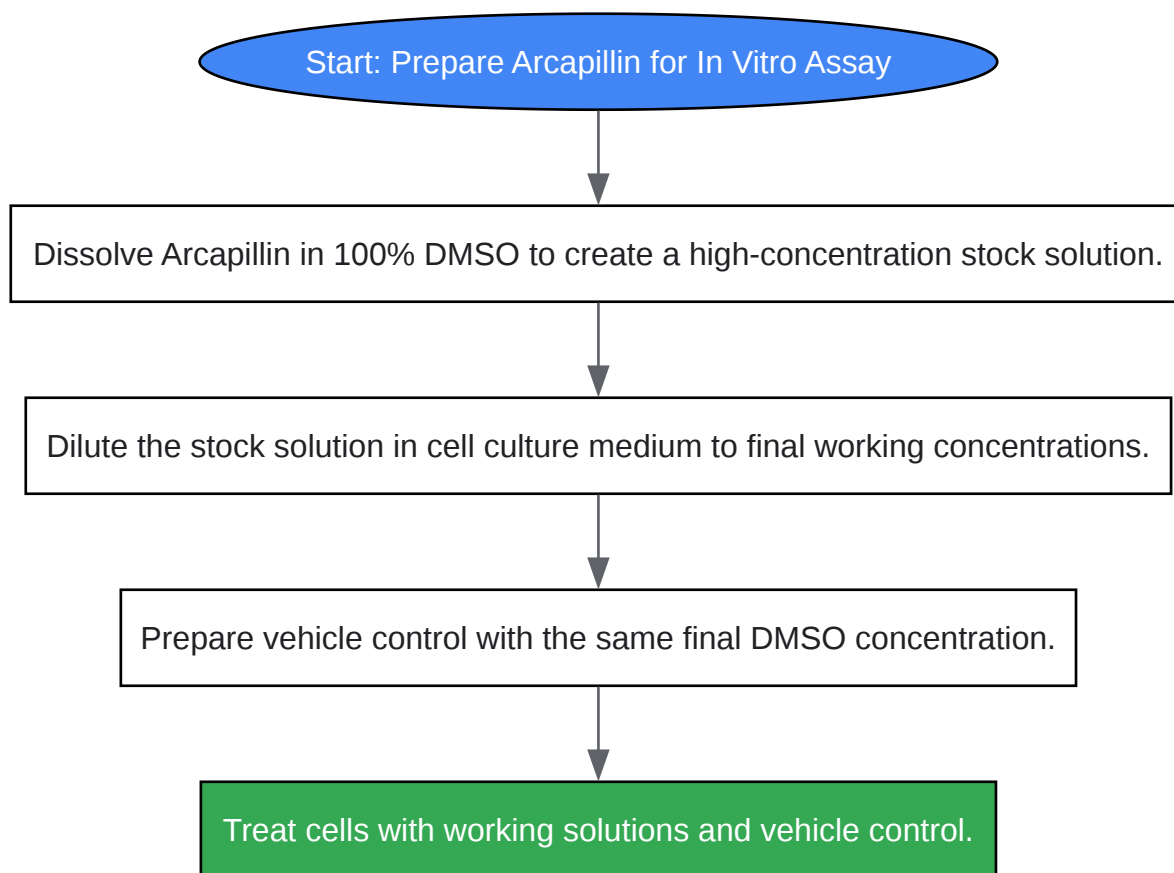 Start: Prepare Arcapillin for In Vitro Assay
Dissolve Arcapillin in 100% DMSO to create a high-concentration stock solution.
Dilute the stock solution in cell culture medium to final working concentrations.
Prepare vehicle control with the same final DMSO concentration.
Treat cells with working solutions and vehicle control.